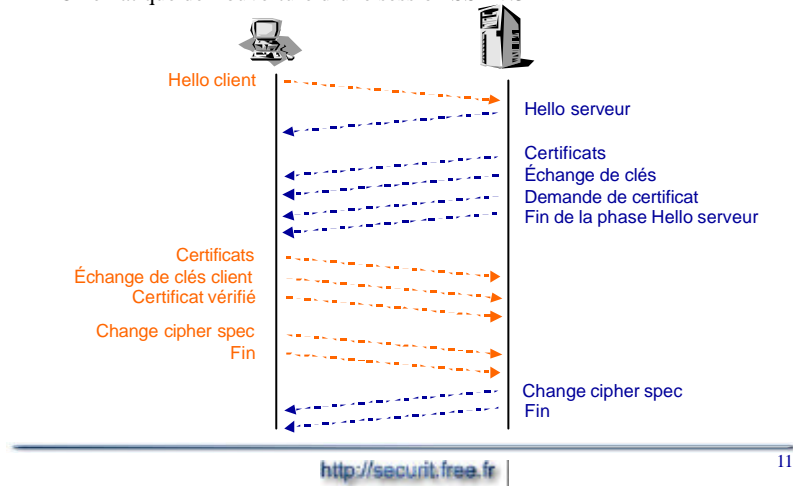 Hello client
Hello serveur
Certificats
Échange de clés
Demande de certificat
Fin de la phase Hello serveur
Certificats
Échange de clés client
Certificat vérifié
Change cipher spec
Fin
Change cipher spec
Fin
http://securit.free.fr
11